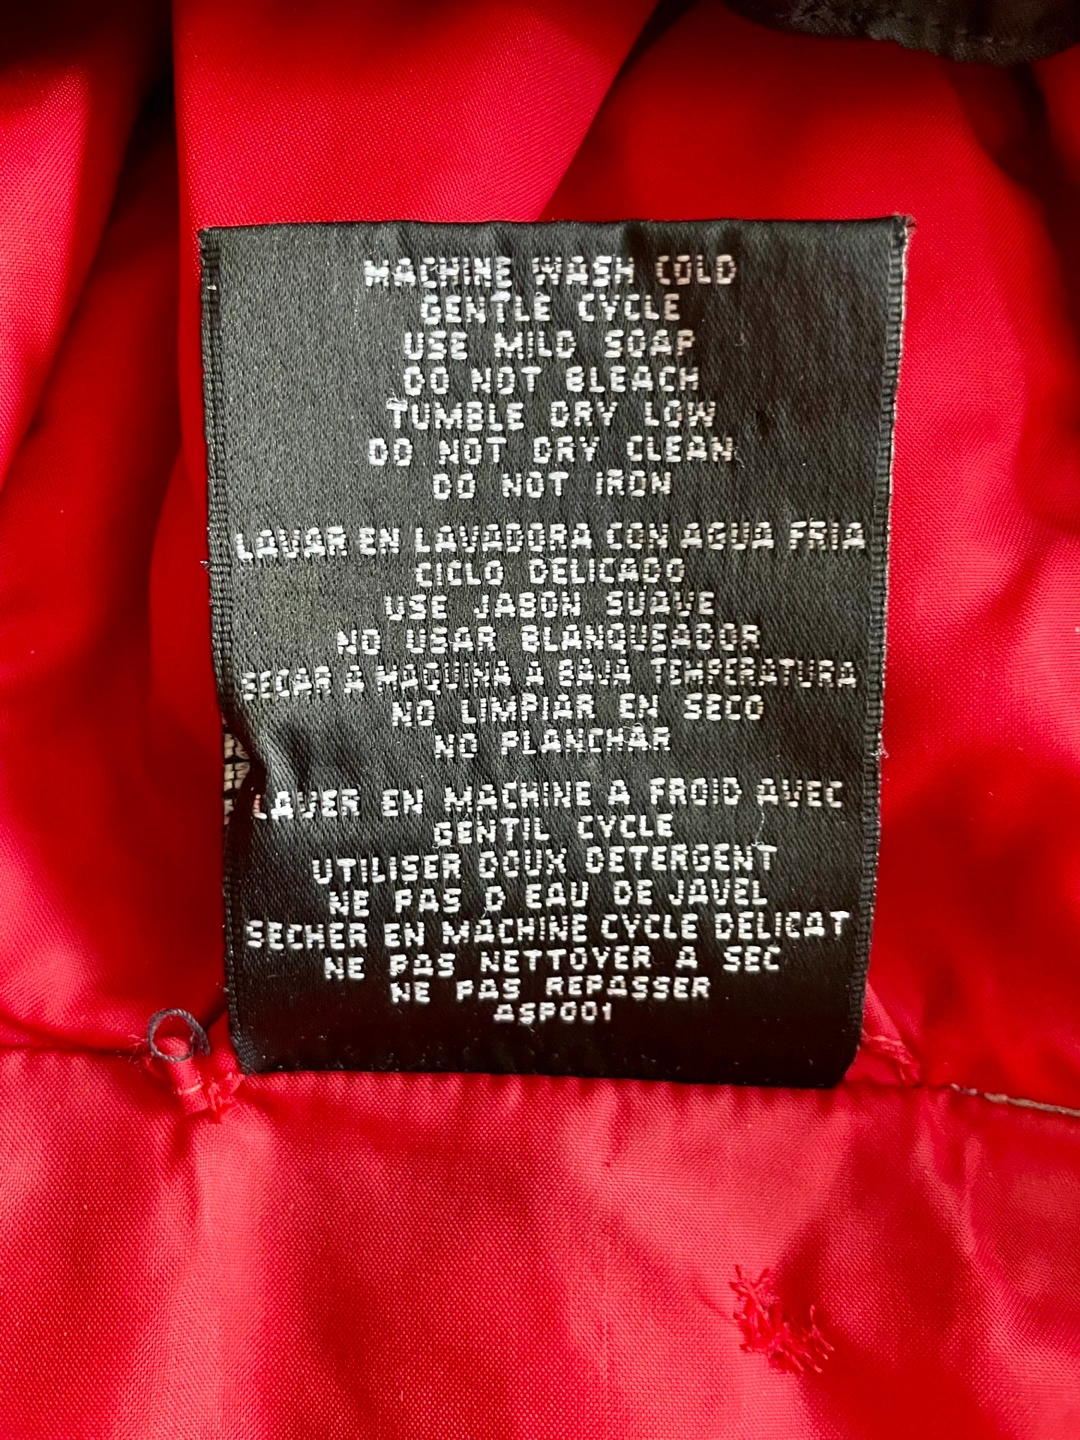 MACHINE WASH COLD
GENTLE CYCLE
USE MILD SOAP
DO NOT BLEACH
TUMBLE DRY LOW
DO NOT DRY CLEAN
DO NOT IRON
LAVAR EN LAVADORA CON AGUA FRIA
CICLO DELICADO
USE JABON SUAVE
NO USAR BLANQUEADOR
SECAR A MAQUINA A BAJA TEMPERATURA
NO LIMPIAR EN SECO
NO PLANCHAR
LAVER EN MACHINE A FROID AVEC
GENTIL CYCLE
UTILISER DOUX DETERGENT
NE PAS D EAU DE JAVEL
SECHER EN MACHINE CYCLE DELICAT
NE PAS NETTOYER A SEC
NE PAS REPASSER
ASP001